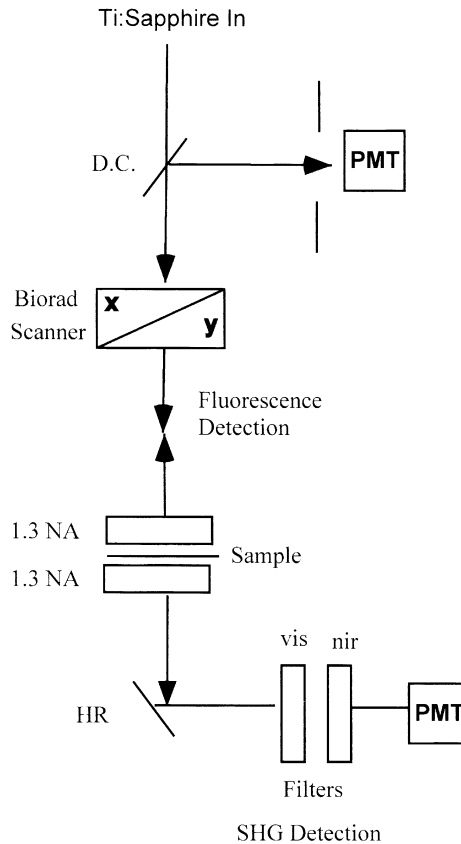 Ti:Sapphire In
D.C.
PMT
Biorad
Scanner
x
y
Fluorescence
Detection
1.3 NA
Sample
1.3 NA
vis
nir
HR
PMT
Filters
SHG Detection